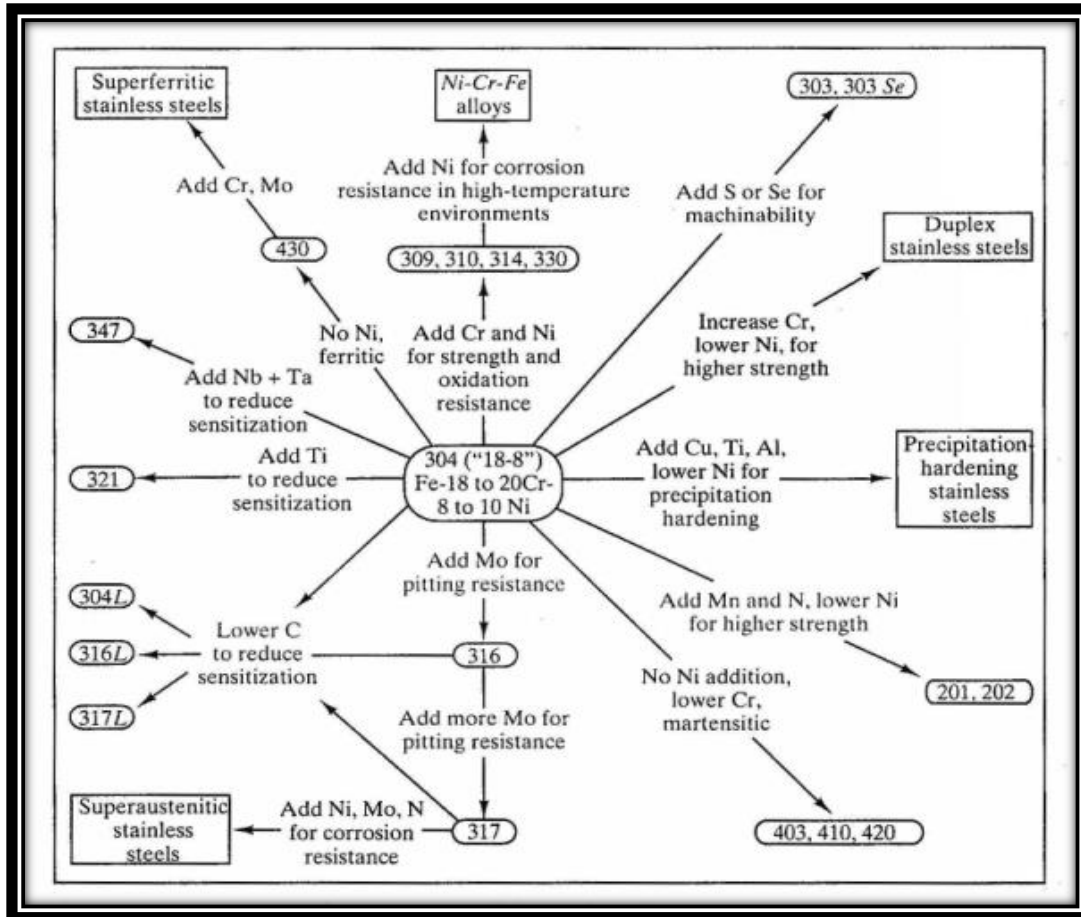 Superferritic
stainless steels
Ni-Cr-Fe
alloys
303, 303 Se
Add Cr, Mo
Add Ni for corrosion
resistance in high-temperature
environments
Add S or Se for
machinability
430
309, 310, 314, 330
Duplex
stainless steels
347
No Ni,
ferritic
Add Cr and Ni
for strength and
oxidation
resistance
Increase Cr,
lower Ni, for
higher strength
Add Nb + Ta
to reduce
sensitization
321
Add Ti
to reduce
sensitization
304 ("18-8")
Fe-18 to 20Cr-
8 to 10 Ni
Add Cu, Ti, Al,
lower Ni for
precipitation
hardening
Precipitation-
hardening
stainless
steels
Add Mo for
pitting resistance
Add Mn and N, lower Ni
for higher strength
304L
316L
317L
Lower C
to reduce
sensitization
316
No Ni addition,
lower Cr,
martensitic
201, 202
Add more Mo for
pitting resistance
Superaustenitic
stainless
steels
Add Ni, Mo, N
for corrosion
resistance
317
403, 410, 420